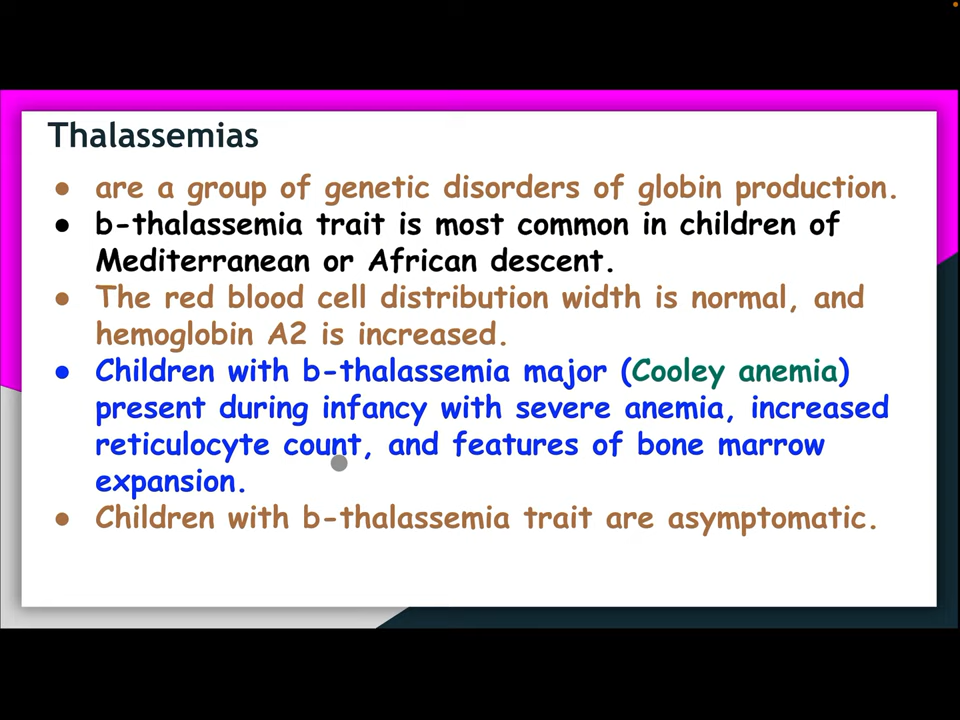 Thalassemias
● are a group of genetic disorders of globin production.
● b-thalassemia trait is most common in children of
Mediterranean or African descent.
● The red blood cell distribution width is normal, and
hemoglobin A2 is increased.
● Children with b-thalassemia major (Cooley anemia)
present during infancy with severe anemia, increased
reticulocyte count, and features of bone marrow
expansion.
● Children with b-thalassemia trait are asymptomatic.